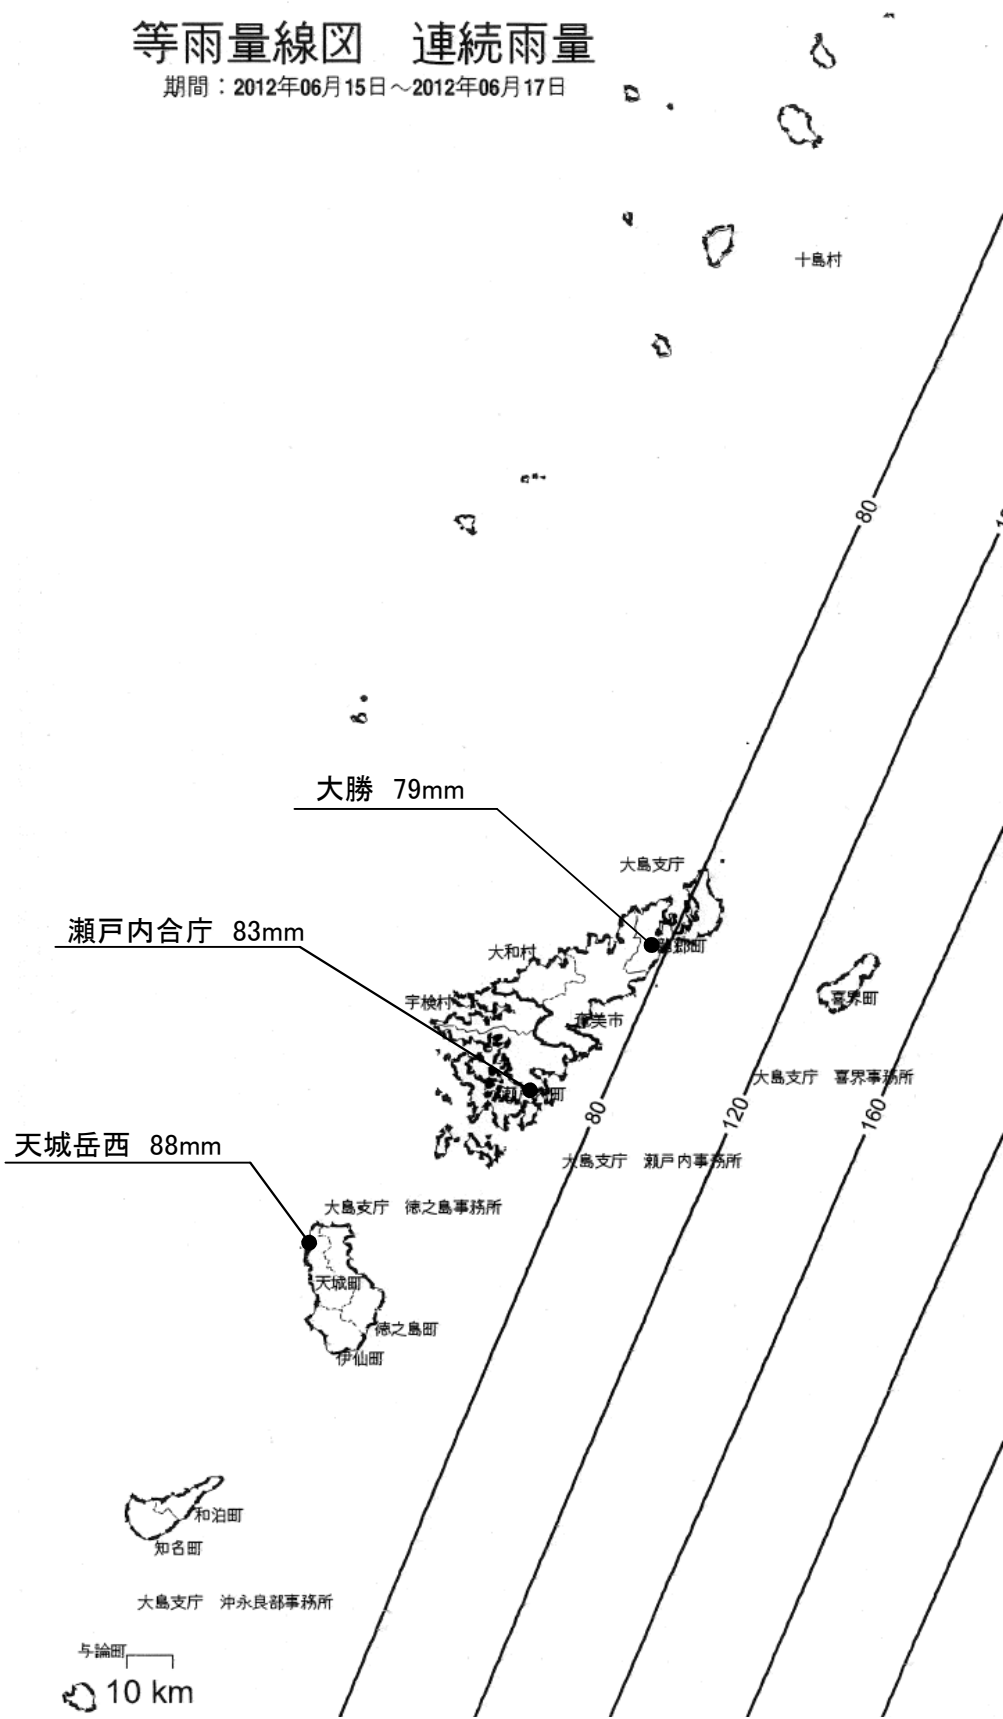 等雨量線図　連続雨量
期間：2012年06月15日～2012年06月17日
十島村
80
大勝 79mm
大島支庁
瀬戸内合庁 83mm
大和村
宇検村
喜界町
奄美市
大島支庁 喜界事務所
町
80
120
160
天城岳西 88mm
大島支庁 瀬戸内事務所
大島支庁 徳之島事務所
天城町
徳之島町
伊仙町
和泊町
知名町
大島支庁 沖永良部事務所
与論町
10 km